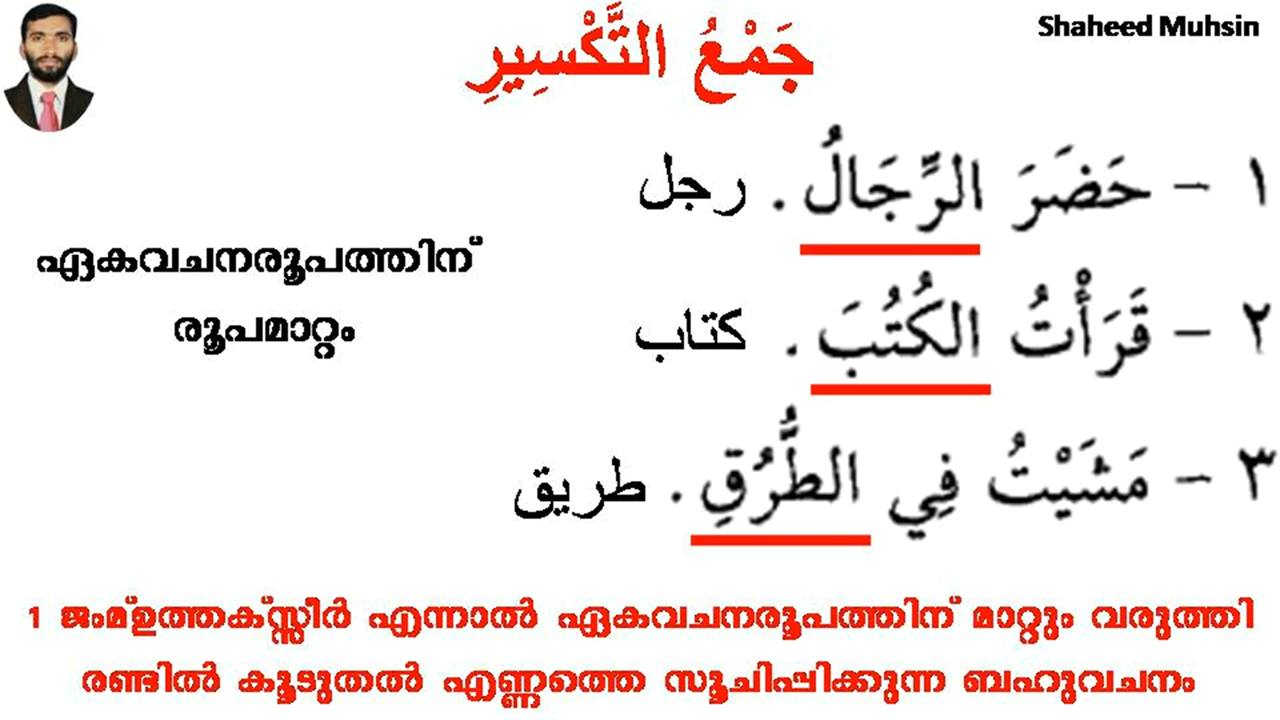 Shaheed Muhsin
جَمْعُ التَّكْسِيرِ
١ - حَضَرَ الرِّجَالُ . رجل
ഏകവചനരൂപത്തിന്
രൂപമാറ്റം
٢ - قَرَأْتُ الكُتُبَ . كتاب
٣ - مَشَيْتُ فِي الطُّرُقِ . طريق
1 ജംമ്ഉത്തക്സ്സീർ എന്നാൽ ഏകവചനരൂപത്തിന് മാറ്റും വരുത്തി
രണ്ടിൽ കൂടുതൽ എണ്ണത്തെ സൂചിപ്പിക്കുന്ന ബഹുവചനം